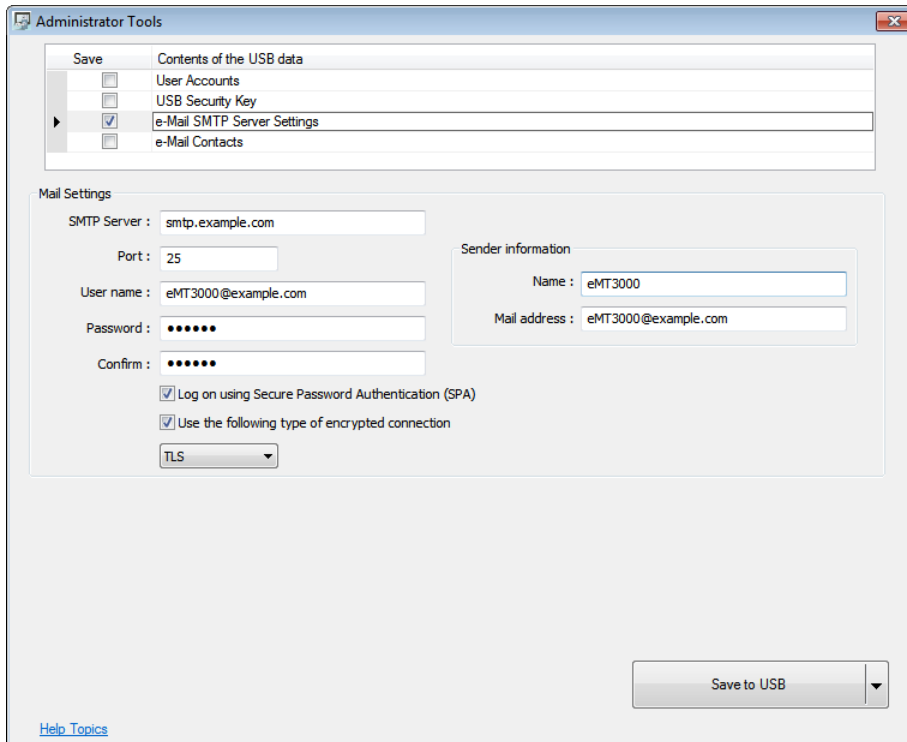 Administrator Tools
Save Contents of the USB data
User Accounts
USB Security Key
e-Mail SMTP Server Settings
e-Mail Contacts
Mail Settings
SMTP Server : smtp.example.com
Port : 25
User name : eMT3000@example.com
Password : ●●●●●●
Confirm : ●●●●●●
Log on using Secure Password Authentication (SPA)
Use the following type of encrypted connection
TLS
Sender information
Name : eMT3000
Mail address : eMT3000@example.com
Save to USB
Help Topics